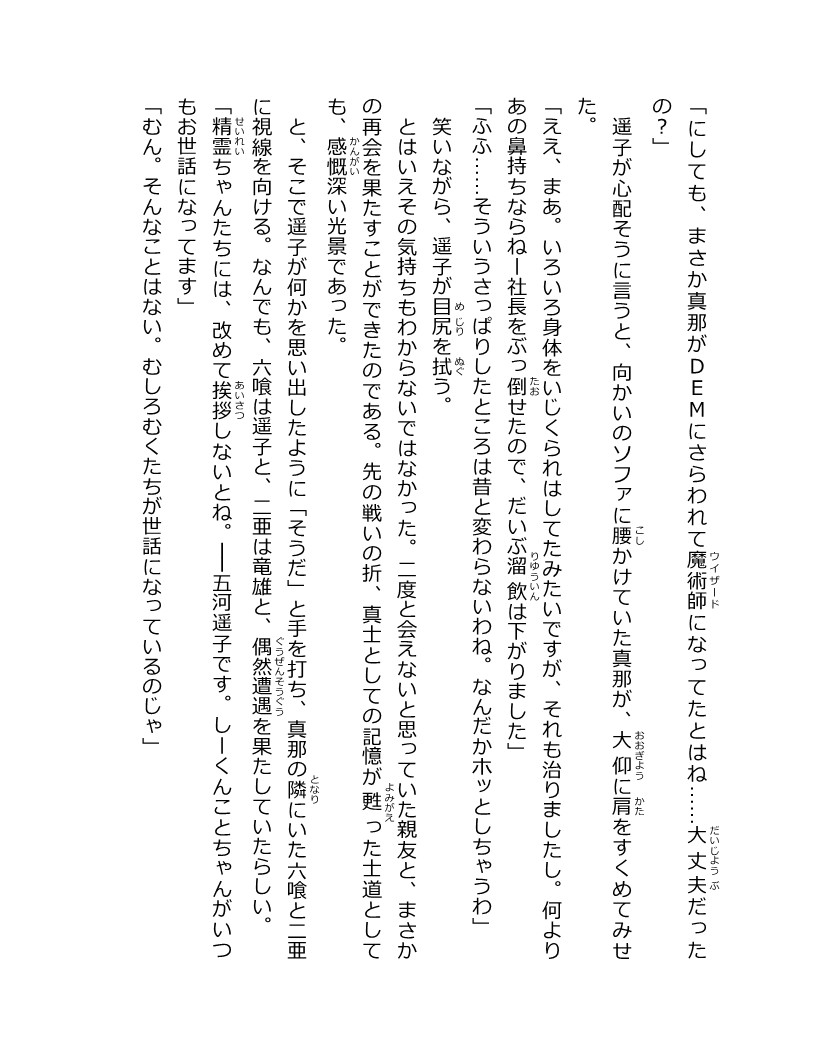 「にしても、まさか真那がＤＥＭにさらわれて魔術師になってたとはね……大丈夫だった
の？」
　遥子が心配そうに言うと、向かいのソファに腰かけていた真那が、大仰に肩をすくめてみせ
た。
「ええ、まあ。いろいろ身体をいじくられはしてたみたいですが、それも治りましたし。何より
あの鼻持ちならねー社長をぶっ倒せたので、だいぶ溜飲は下がりました」
「ふふ……そういうさっぱりしたところは昔と変わらないわね。なんだかホッとしちゃうわ」
　笑いながら、遥子が目尻を拭う。
　とはいえその気持ちもわからないではなかった。二度と会えないと思っていた親友と、まさか
の再会を果たすことができたのである。先の戦いの折、真士としての記憶が甦った士道として
も、感慨深い光景であった。
　と、そこで遥子が何かを思い出したように「そうだ」と手を打ち、真那の隣にいた六喰と二亜
に視線を向ける。なんでも、六喰は遥子と、二亜は竜雄と、偶然遭遇を果たしていたらしい。
「精霊ちゃんたちには、改めて挨拶しないとね。――五河遥子です。しーくんことちゃんがいつ
もお世話になってます」
「むん。そんなことはない。むしろむくたちが世話になっているのじゃ」